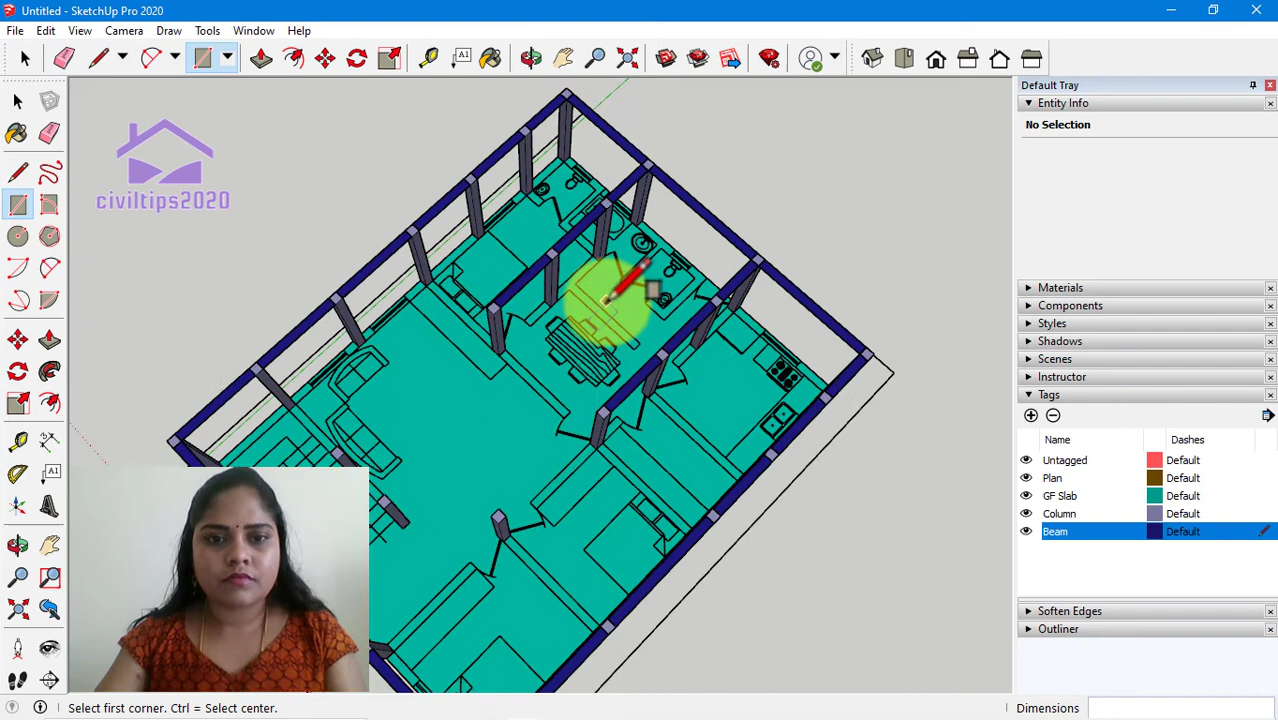 Untitled - SketchUp Pro 2020
File Edit View Camera Draw Tools Window Help
A1
Default Tray
Entity Info
No Selection
civiltips2020
Materials
Components
Styles
Shadows
Scenes
Instructor
Tags
Name Dashes
Untagged Default
Plan Default
GF Slab Default
Column Default
Beam Default
A1
Soften Edges
Outliner
Select first corner. Ctrl = Select center. Dimensions